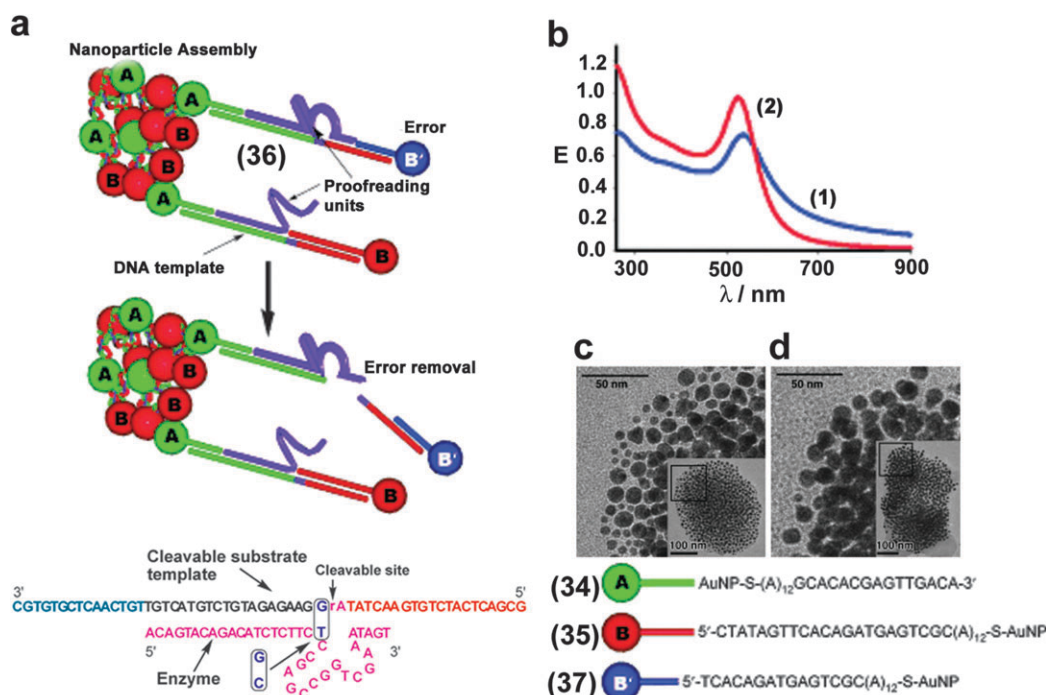 a
Nanoparticle Assembly
A
A
A
B
B
B
A
(36)
Error
B'
Proofreading
units
DNA template
B
A
A
A
B
B
B
A
Error removal
B'
B
Cleavable substrate
template
Cleavable site
3'
5'
CGTGTGCTCAACTGTTGTCATGTCTGTAGAGAAGGrATATCAAGTGTCTACTCAGCG
ACAGTACAGACATCTCTTCT
ATAGT
5'
3'
Enzyme
G
C
CCGAGCCGGTCGAA
b
1.2
1.0
0.8
E
0.6
0.4
0.2
0.0
(2)
(1)
300
500
700
900
λ / nm
c
d
50 nm
50 nm
100 nm
100 nm
(34)
A
AuNP-S-(A)12GCACACGAGTTGACA-3'
(35)
B
5'-CTATAGTTCACAGATGAGTCGC(A)12-S-AuNP
(37)
B'
5'-TCACAGATGAGTCGC(A)12-S-AuNP